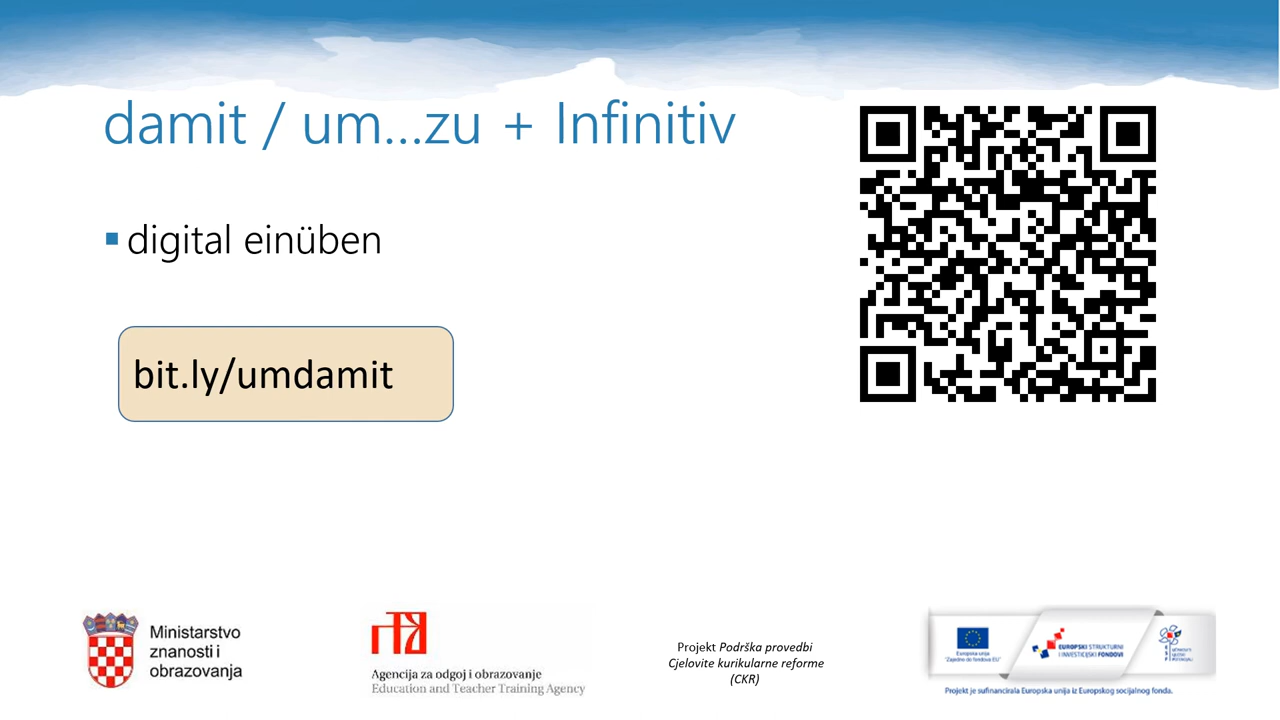 damit / um...zu + Infinitiv
▪ digital einüben
bit.ly/umdamit
Ministarstvo
znanosti i
obrazovanja
Agencija za odgoj i obrazovanje
Education and Teacher Training Agency
Projekt Podrška provedbi
Cjelovite kurikularne reforme
(CKR)
Europska unija
"Zajedno do fondova EU"
EUROPSKI STRUKTURNI
I INVESTICIJSKI FONDOVI
Projekt je sufinancirala Europska unija iz Europskog socijalnog fonda.